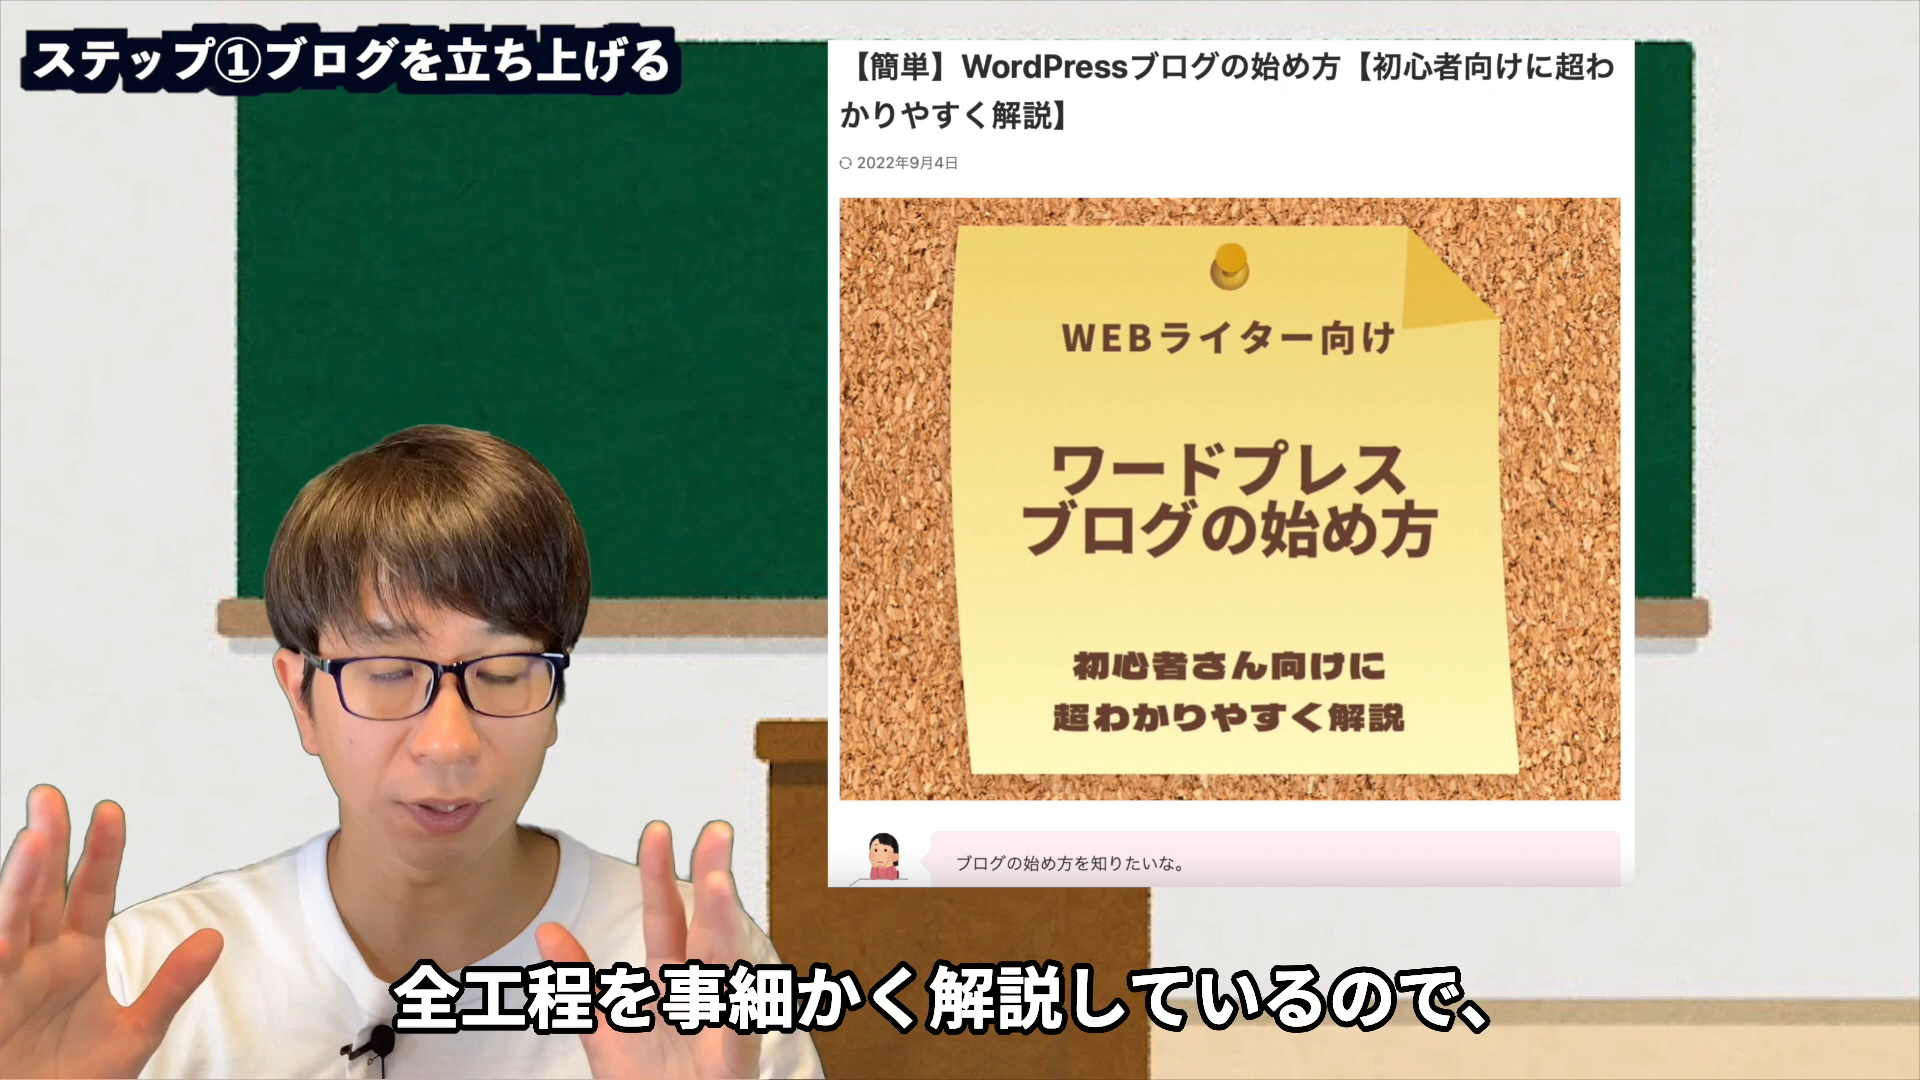 ステップ①ブログを立ち上げる
【簡単】WordPressブログの始め方【初心者向けに超わ
かりやすく解説】
2022年9月4日
WEBライター向け
ワードプレス
ブログの始め方
初心者さん向けに
超わかりやすく解説
ブログの始め方を知りたいな。
全工程を事細かく解説しているので、